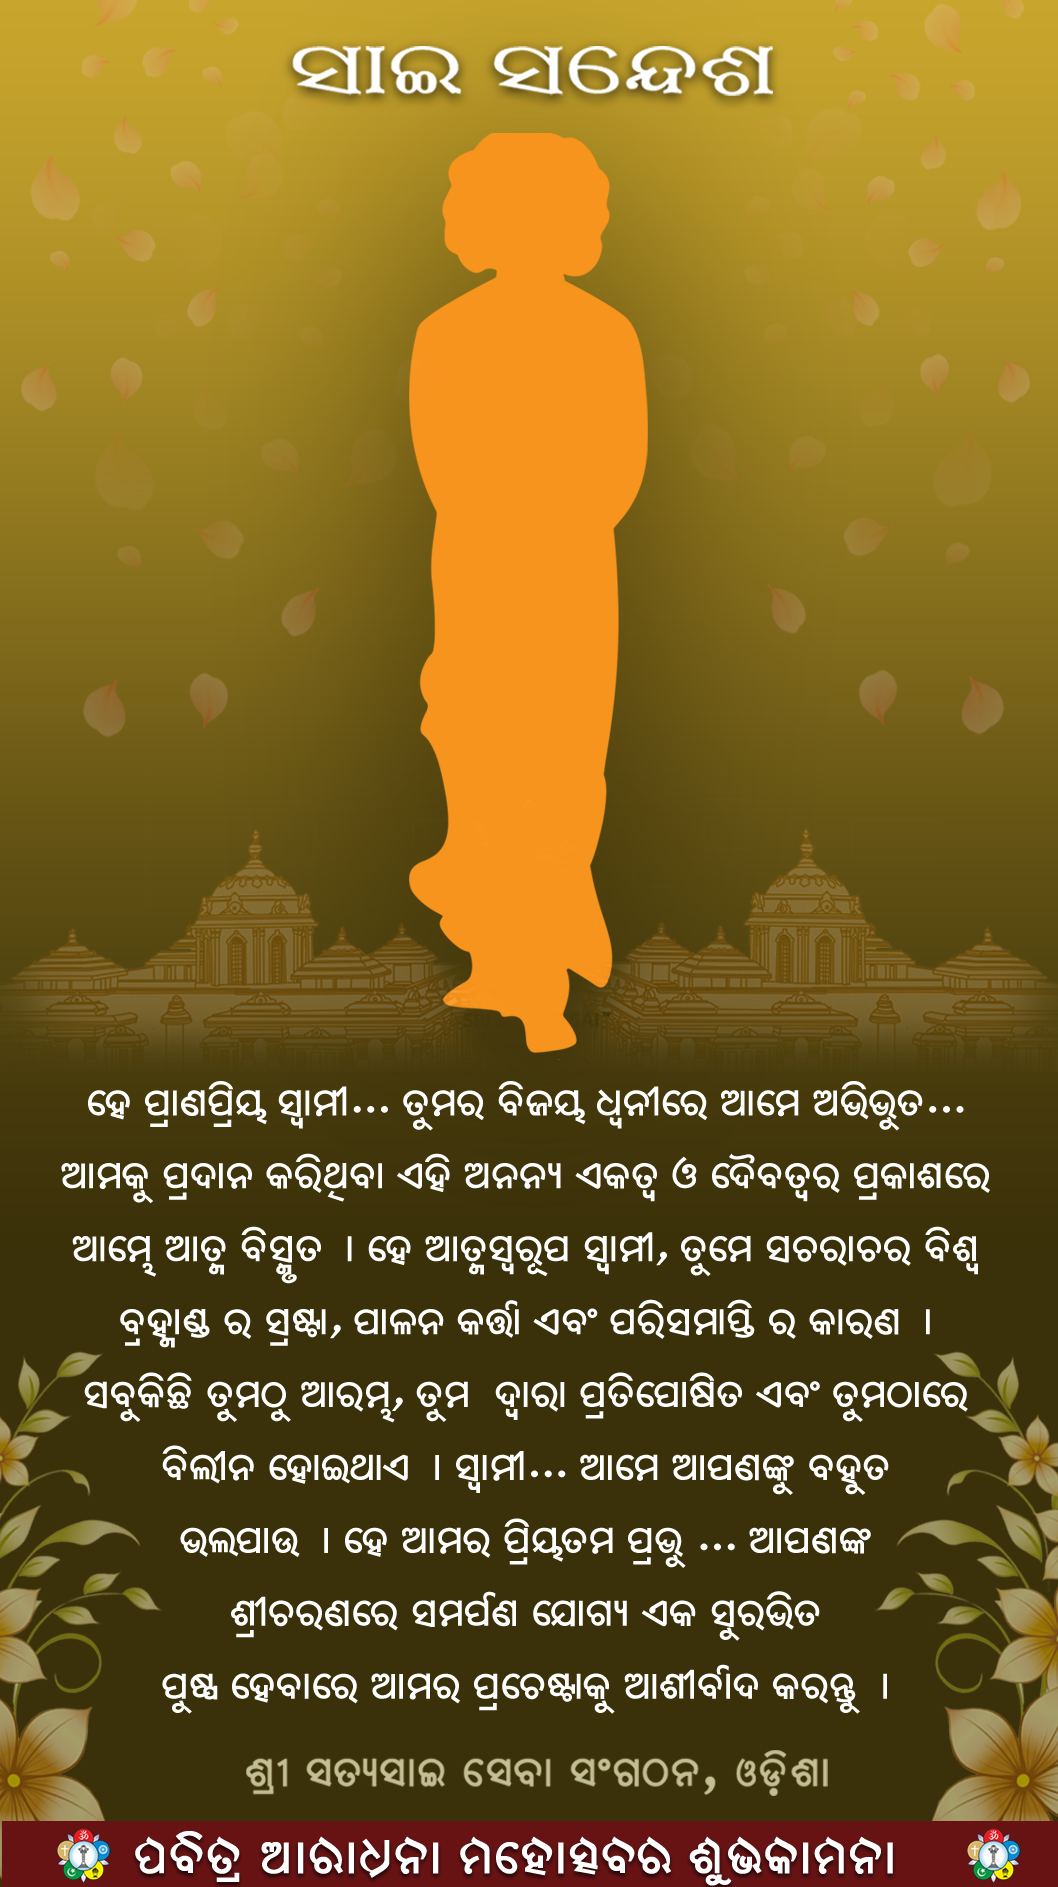 ସାଇ ସନ୍ଦେଶ
ହେ ପ୍ରାଣପ୍ରିୟ ସ୍ୱାମୀ... ତୁମର ବିଜୟ ଧ୍ୱନୀରେ ଆମେ ଅଭିଭୁତ...
ଆମକୁ ପ୍ରଦାନ କରିଥିବା ଏହି ଅନନ୍ୟ ଏକତ୍ୱ ଓ ଦୈବତ୍ୱର ପ୍ରକାଶରେ
ଆମ୍ଭେ ଆତ୍ମ ବିସ୍ମୃତ । ହେ ଆତ୍ମସ୍ୱରୂପ ସ୍ୱାମୀ, ତୁମେ ସଚରାଚର ବିଶ୍ୱ
ବ୍ରହ୍ମାଣ୍ଡ ର ସ୍ରଷ୍ଟା, ପାଳନ କର୍ତ୍ତା ଏବଂ ପରିସମାପ୍ତି ର କାରଣ ।
ସବୁକିଛି ତୁମଠୁ ଆରମ୍ଭ, ତୁମ ଦ୍ୱାରା ପ୍ରତିପୋଷିତ ଏବଂ ତୁମଠାରେ
ବିଲୀନ ହୋଇଥାଏ । ସ୍ୱାମୀ... ଆମେ ଆପଣଙ୍କୁ ବହୁତ
ଭଲପାଉ । ହେ ଆମର ପ୍ରିୟତମ ପ୍ରଭୁ ... ଆପଣଙ୍କ
ଶ୍ରୀଚରଣରେ ସମର୍ପଣ ଯୋଗ୍ୟ ଏକ ସୁରଭିତ
ପୁଷ୍ପ ହେବାରେ ଆମର ପ୍ରଚେଷ୍ଟାକୁ ଆଶୀର୍ବାଦ କରନ୍ତୁ ।
ଶ୍ରୀ ସତ୍ୟସାଇ ସେବା ସଂଗଠନ, ଓଡ଼ିଶା
ପବିତ୍ର ଆରାଧନା ମହୋତ୍ସବର ଶୁଭକାମନା